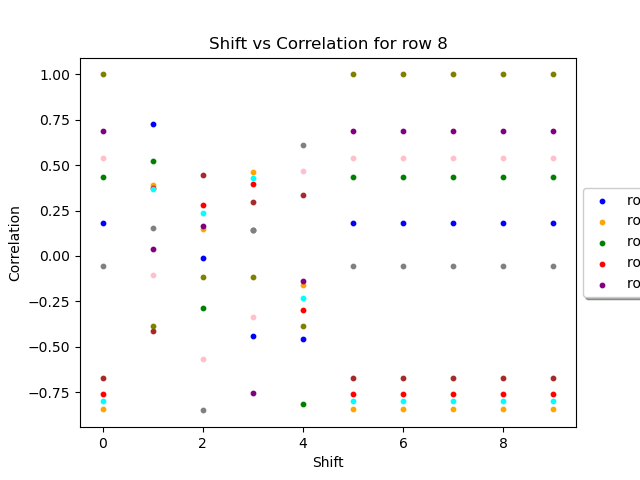 Shift vs Correlation for row 8
1.00
0.75
0.50
0.25
0.00
−0.25
−0.50
−0.75
Correlation
0
2
4
6
8
Shift
ro
ro
ro
ro
ro